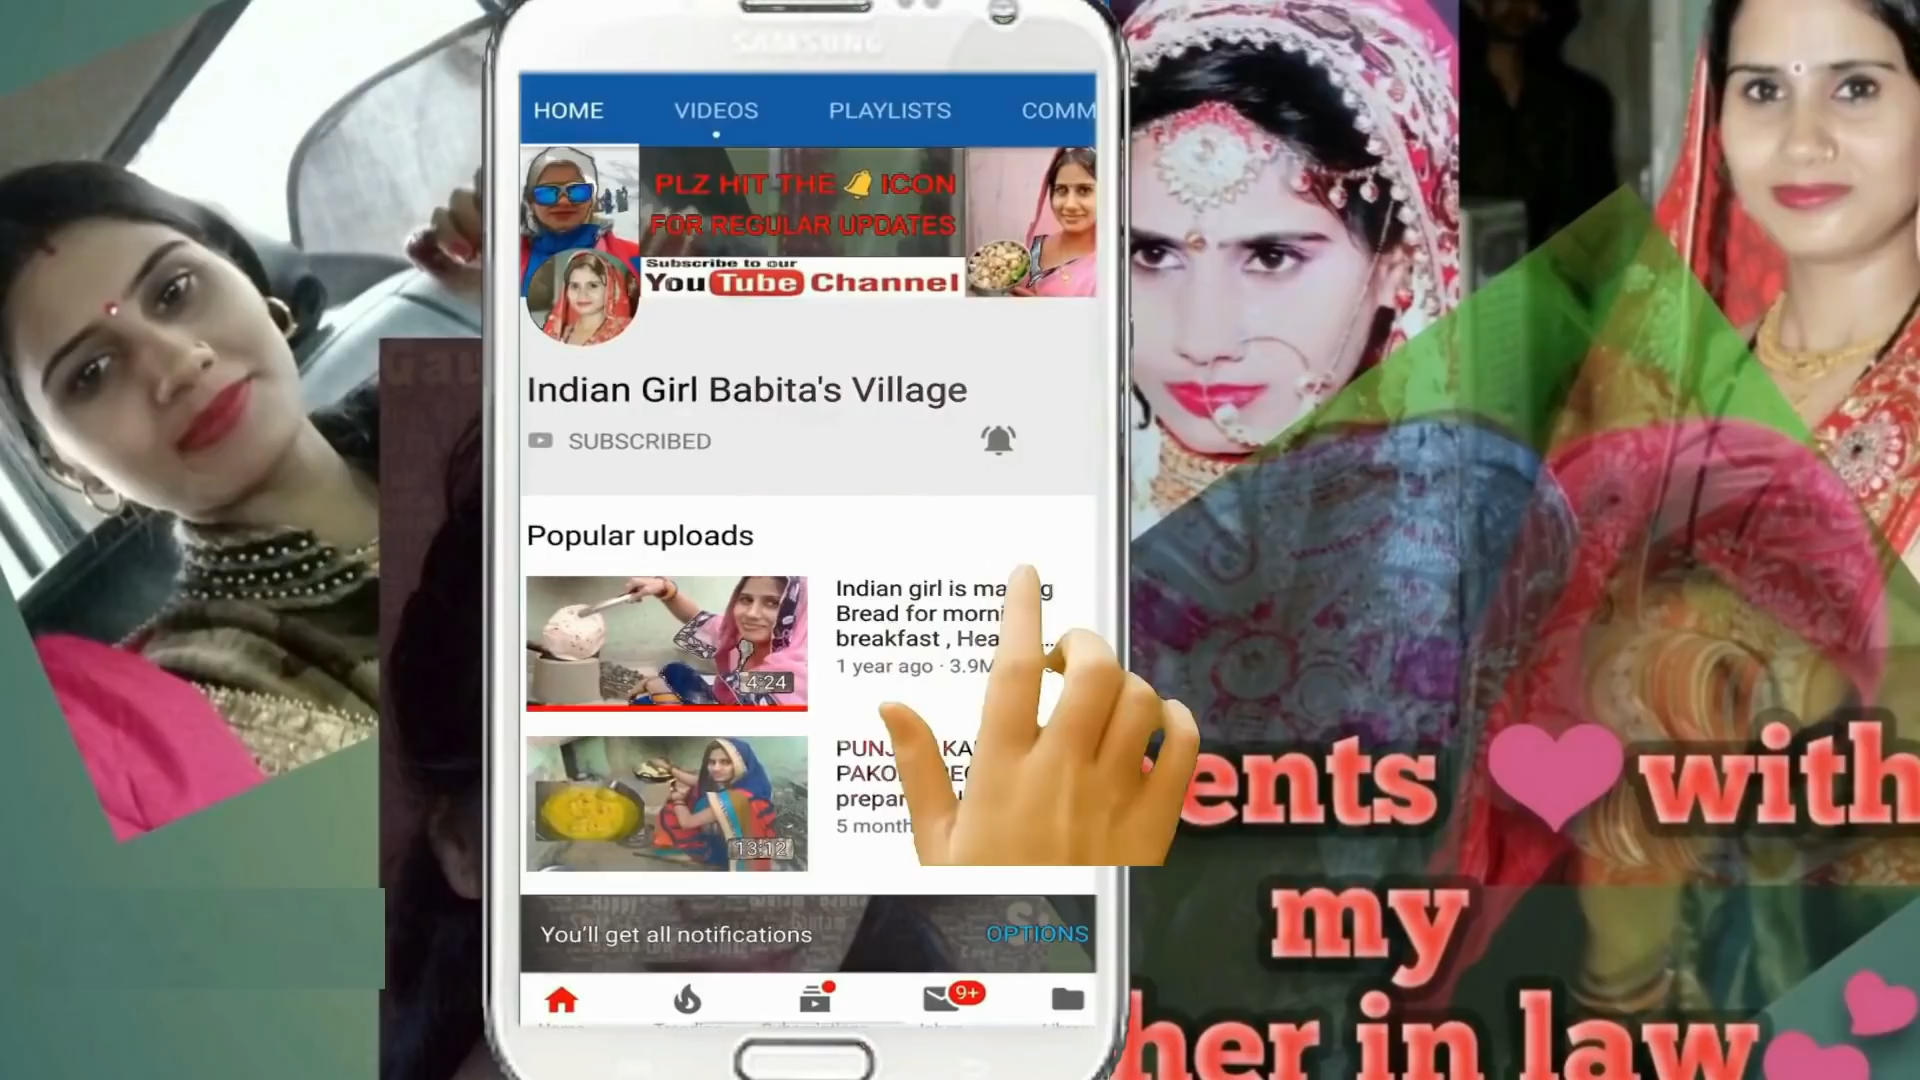 SAMSUNG
HOME VIDEOS PLAYLISTS COMM
PLZ HIT THE ICON
FOR REGULAR UPDATES
Subscribe to our
YouTube Channel
Indian Girl Babita's Village
SUBSCRIBED
Popular uploads
4:24
Indian girl is ma g
Bread for morni
breakfast , Hea ...
1 year ago · 3.9M
13:12
PUNJ KA
PAKO
prepar
5 month
You'll get all notifications OPTIONS
9+
ents with
my
her in law